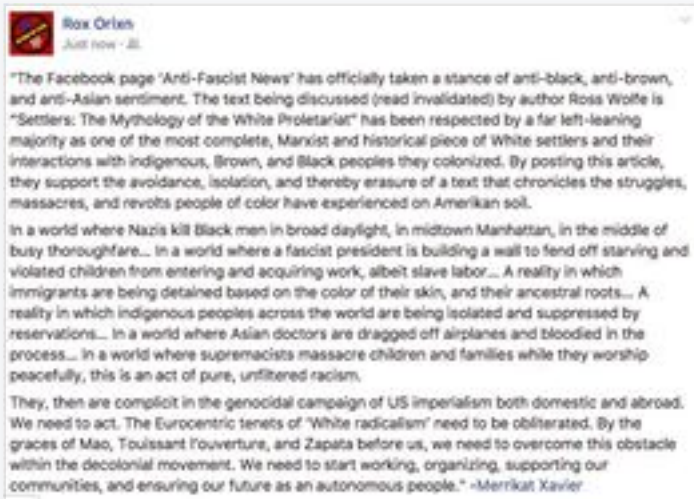 Rox Orixn
Just now ·
"The Facebook page 'Anti-Fascist News' has officially taken a stance of anti-black, anti-brown,
and anti-Asian sentiment. The text being discussed (read invalidated) by author Ross Wolfe is
"Settlers: The Mythology of the White Proletariat" has been respected by a far left-leaning
majority as one of the most complete, Marxist and historical piece of White settlers and their
interactions with indigenous, Brown, and Black peoples they colonized. By posting this article,
they support the avoidance, isolation, and thereby erasure of a text that chronicles the struggles,
massacres, and revolts people of color have experienced on Amerikan soil.
In a world where Nazis kill Black men in broad daylight, in midtown Manhattan, in the middle of
busy thoroughfare... In a world where a fascist president is building a wall to fend off starving and
violated children from entering and acquiring work, albeit slave labor... A reality in which
immigrants are being detained based on the color of their skin, and their ancestral roots... A
reality in which indigenous peoples across the world are being isolated and suppressed by
reservations... In a world where Asian doctors are dragged off airplanes and bloodied in the
process... In a world where supremacists massacre children and families while they worship
peacefully, this is an act of pure, unfiltered racism.
They, then are complicit in the genocidal campaign of US imperialism both domestic and abroad.
We need to act. The Eurocentric tenets of 'White radicalism' need to be obliterated. By the
graces of Mao, Touissant l'ouverture, and Zapata before us, we need to overcome this obstacle
within the decolonial movement. We need to start working, organizing, supporting our
communities, and ensuring our future as an autonomous people." -Merrikat Xavier